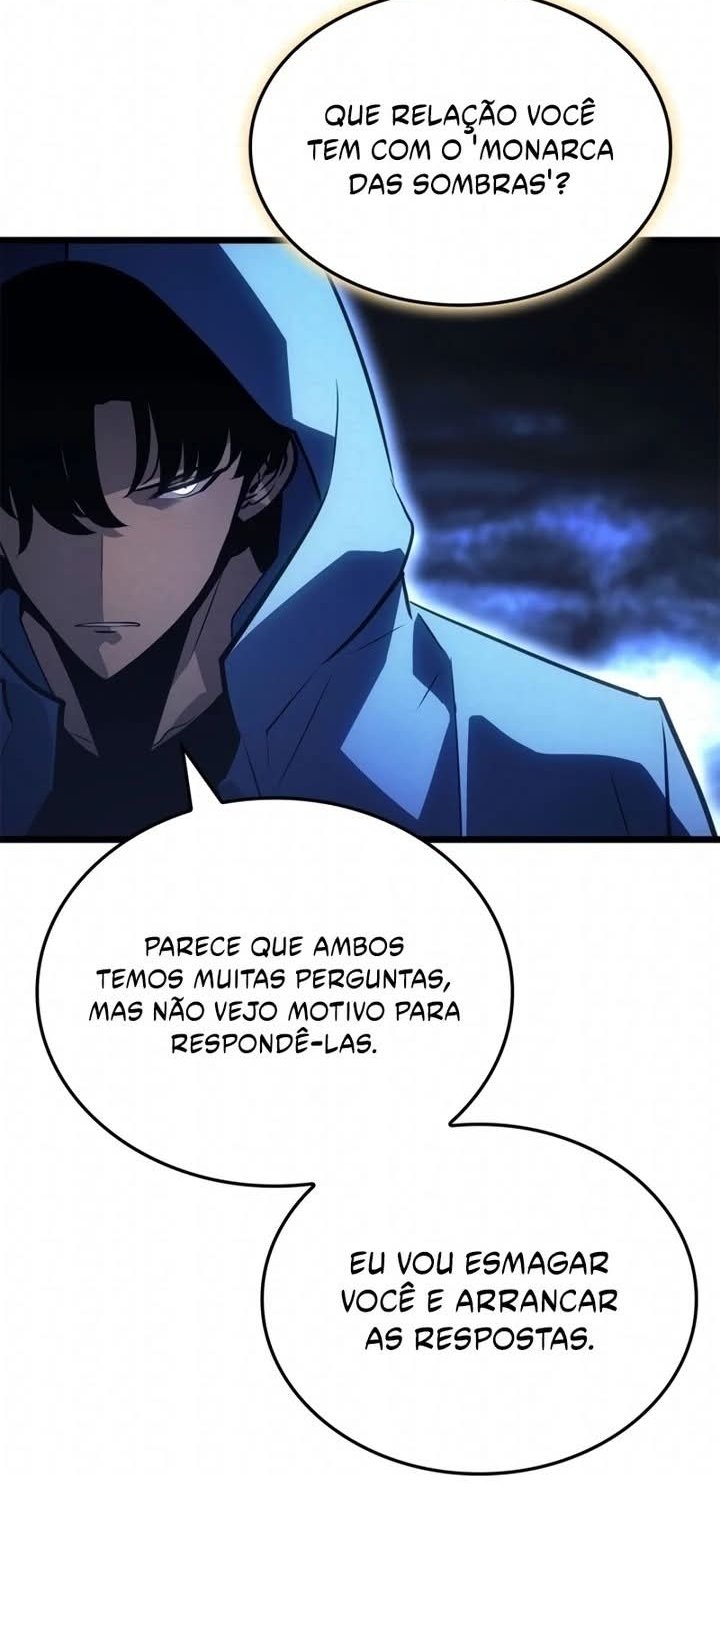 QUE RELAÇÃO VOCÊ
TEM COM O 'MONARCA
DAS SOMBRAS'?
PARECE QUE AMBOS
TEMOS MUITAS PERGUNTAS,
MAS NÃO VEJO MOTIVO PARA
RESPONDÊ-LAS.
EU VOU ESMAGAR
VOCÊ E ARRANCAR
AS RESPOSTAS.